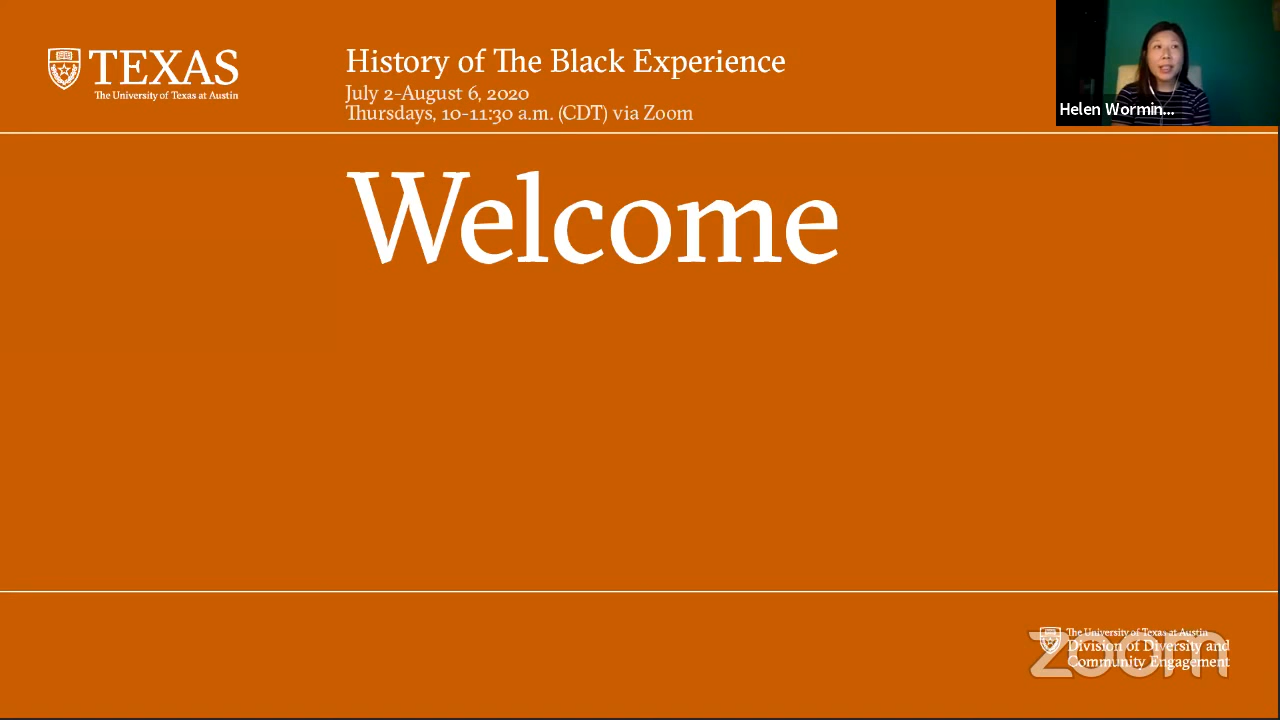 TEXAS
The University of Texas at Austin
History of The Black Experience
July 2-August 6, 2020
Thursdays, 10-11:30 a.m. (CDT) via Zoom
Helen Wormin...
Welcome
The University of Texas at Austin
Division of Diversity and
Community Engagement
zoom